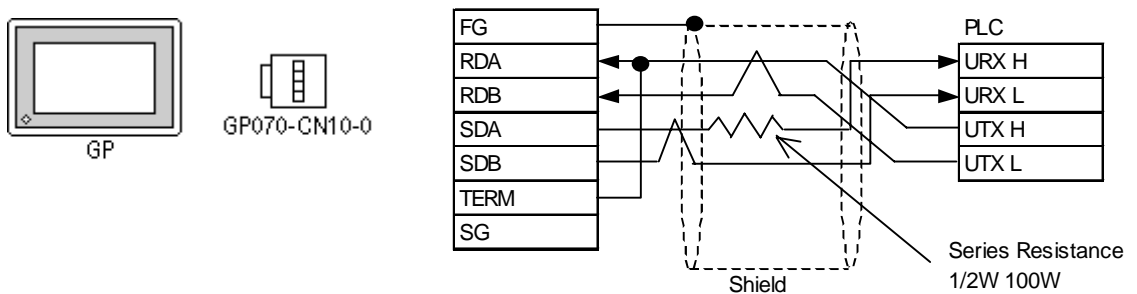 GP
GP070-CN10-0
FG
RDA
RDB
SDA
SDB
TERM
SG
Shield
PLC
URX H
URX L
UTX H
UTX L
Series Resistance
1/2W 100W